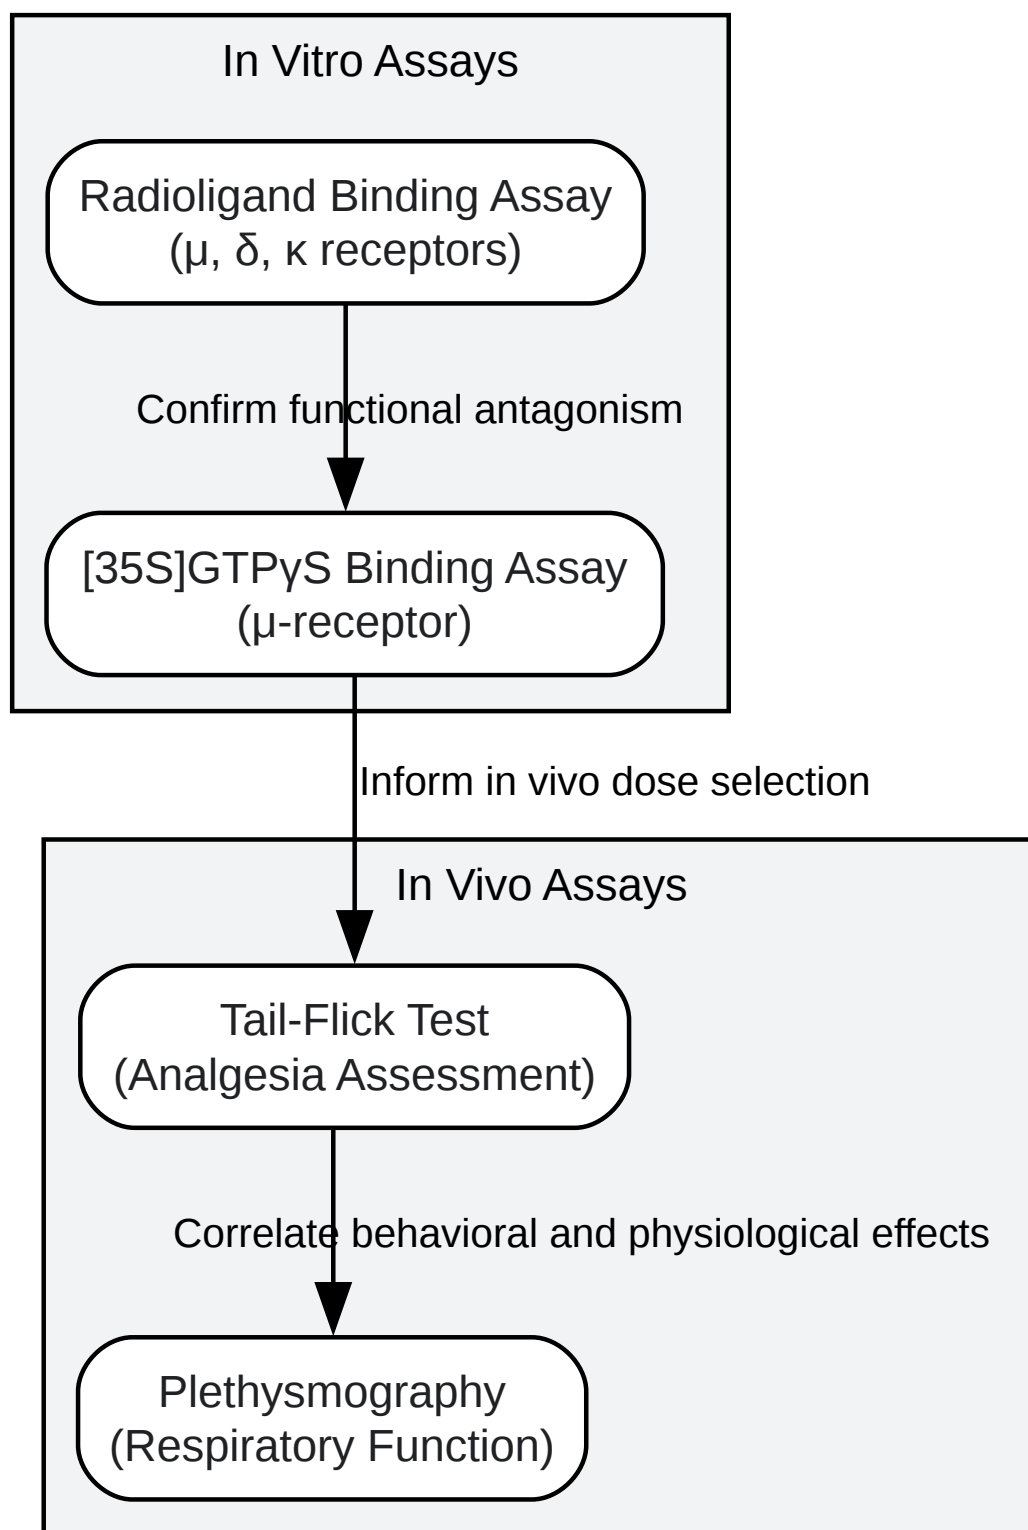 In Vitro Assays
Radioligand Binding Assay
(μ, δ, κ receptors)
Confirm functional antagonism
[35S]GTPγS Binding Assay
(μ-receptor)
Inform in vivo dose selection
In Vivo Assays
Tail-Flick Test
(Analgesia Assessment)
Correlate behavioral and physiological effects
Plethysmography
(Respiratory Function)